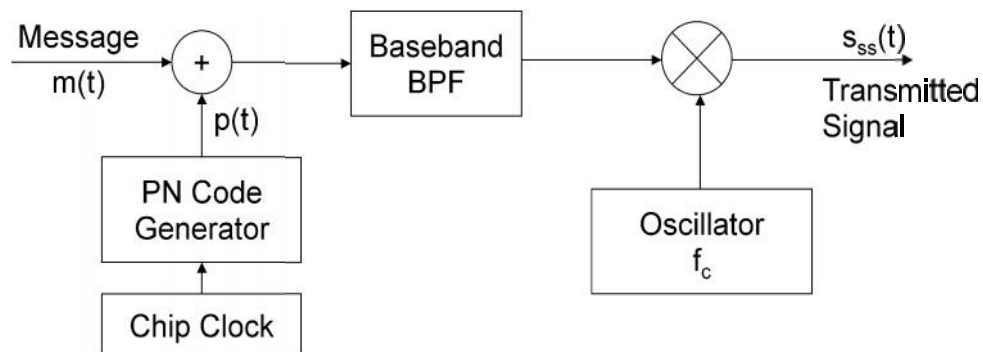 Message
m(t)
+
p(t)
PN Code
Generator
Chip Clock
Baseband
BPF
Oscillator
f_c
s_ss(t)
Transmitted
Signal